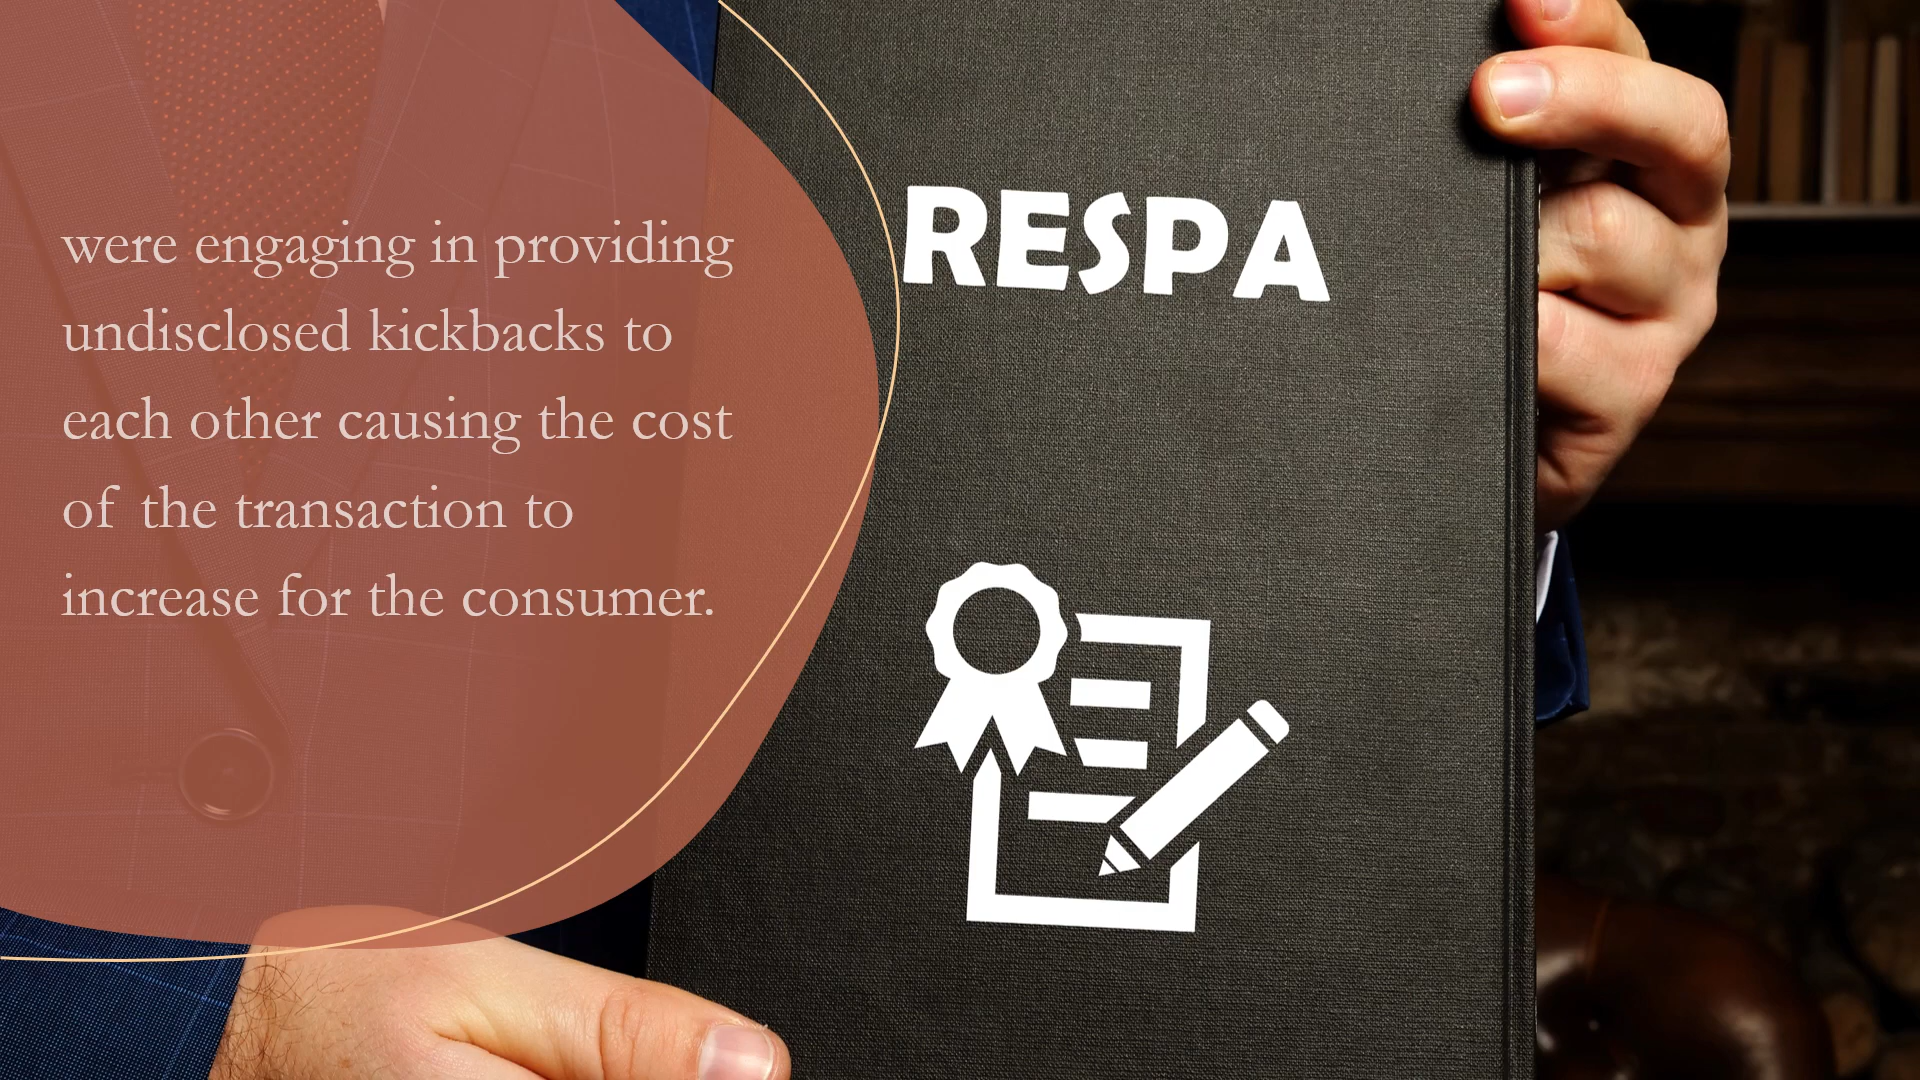 were engaging in providing
undisclosed kickbacks to
each other causing the cost
of the transaction to
increase for the consumer.
RESPA